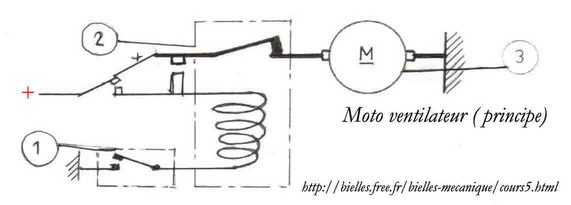 2
+
+
M
3
1
Moto ventilateur ( principe)
http://bielles.free.fr/bielles-mecanique/cours5.html